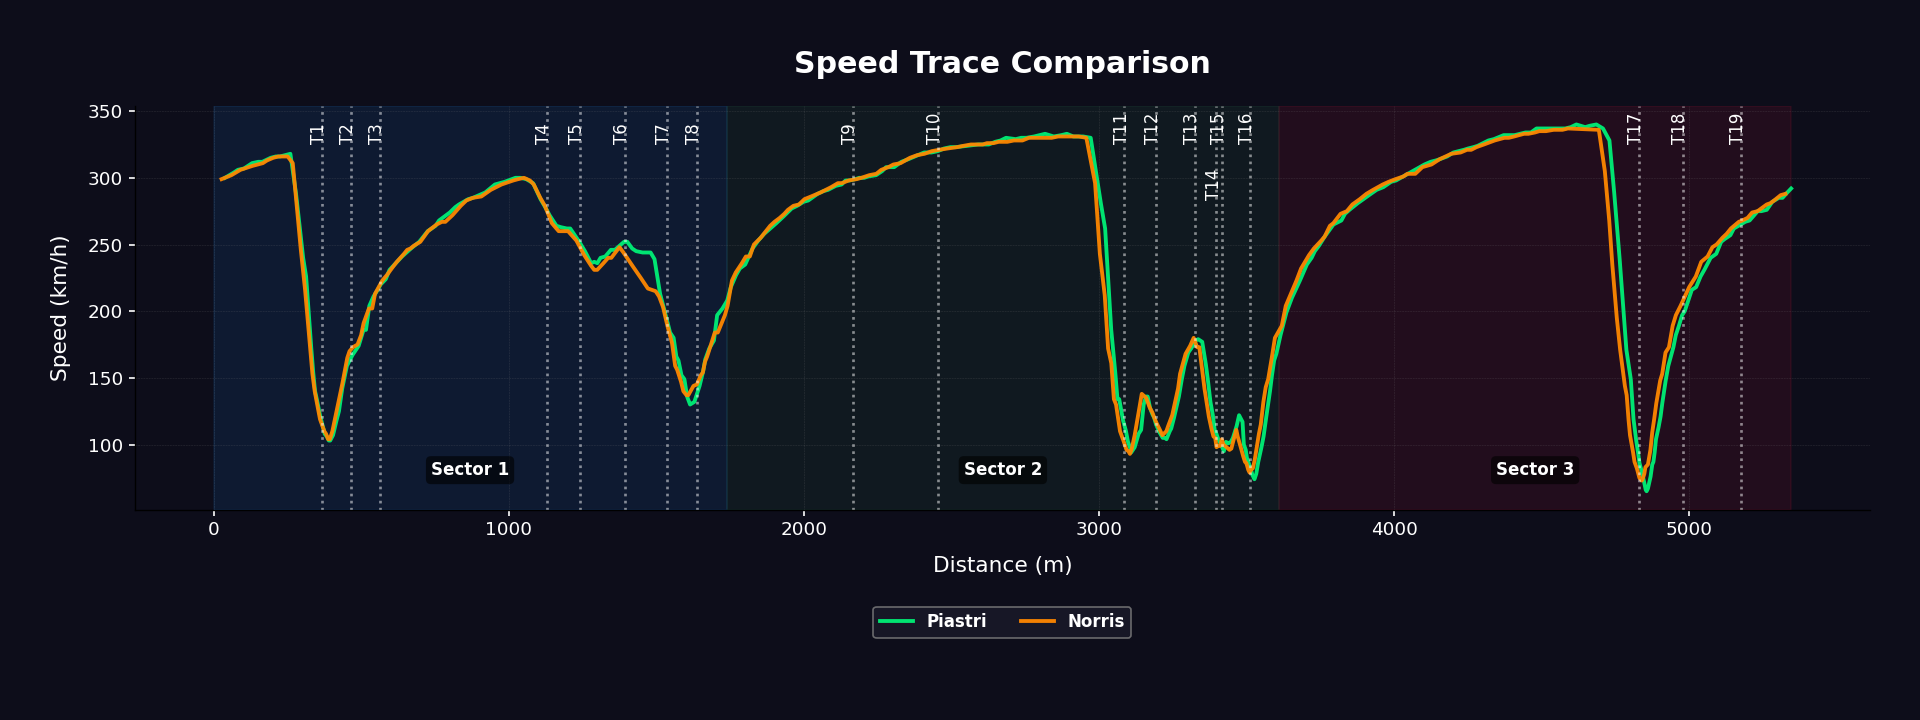 Speed Trace Comparison
350
300
250
200
150
100
Speed (km/h)
T1
T2
T3
T4
T5
T6
T7
T8
T9
T10
T11
T12
T13
T14
T15
T16
T17
T18
T19
Sector 1
Sector 2
Sector 3
0
1000
2000
3000
4000
5000
Distance (m)
Piastri
Norris